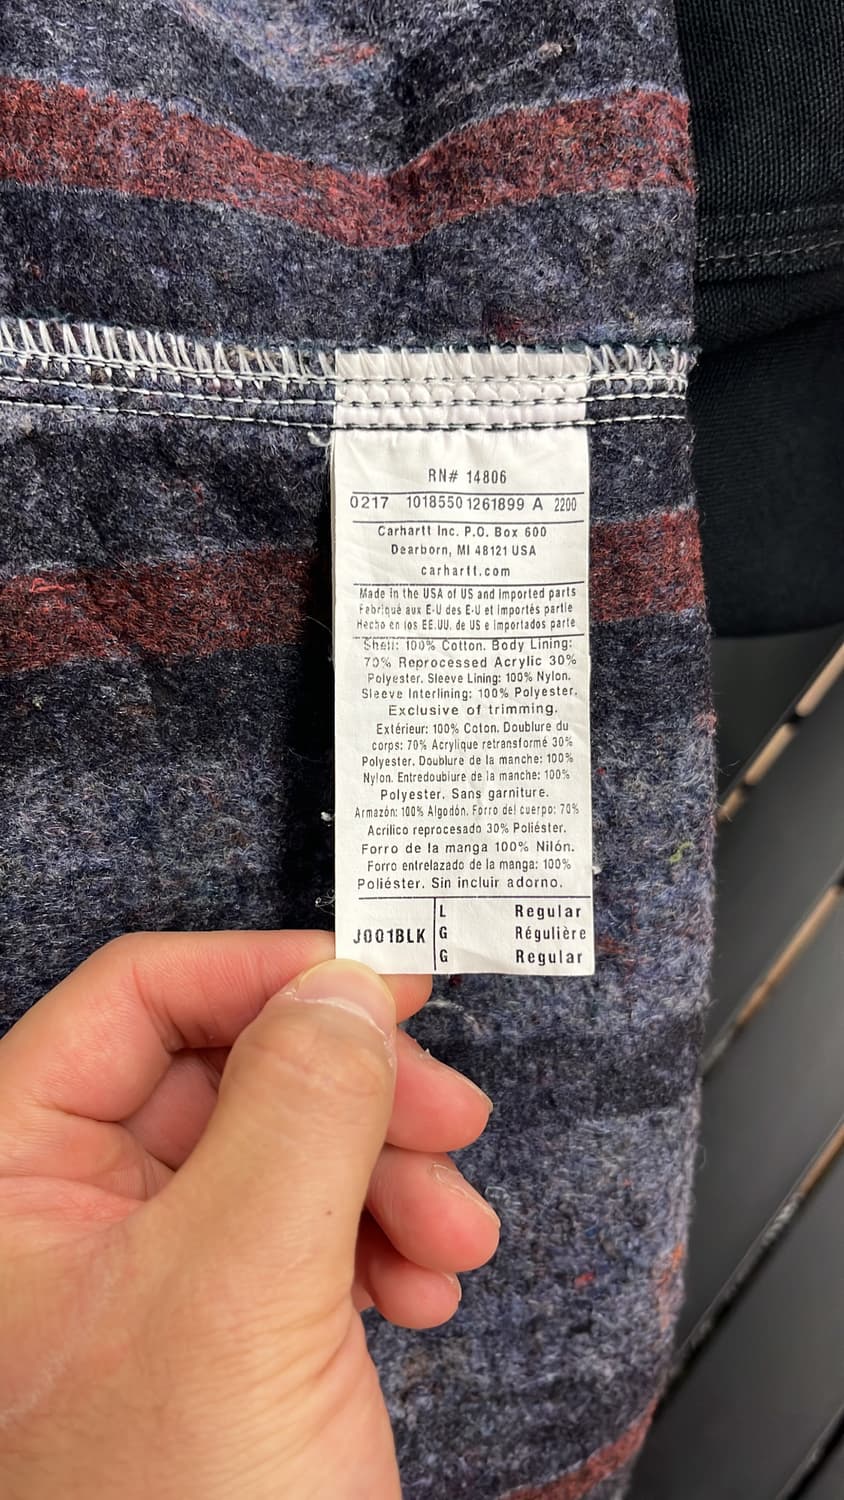 RN# 14806
0217 1018550 1261899 A 2200
Carhartt Inc. P.O. Box 600
Dearborn, MI 48121 USA
carhartt.com
Made in the USA of US and Imported parts
Fabriqué aux E-U des E-U et importés partie
Hecho en los EE.UU. de US e importados parte
Shell: 100% Cotton. Body Lining:
70% Reprocessed Acrylic 30%
Polyester. Sleeve Lining: 100% Nylon.
Sleeve Interlining: 100% Polyester.
Exclusive of trimming.
Extérieur: 100% Coton. Doublure du
corps: 70% Acrylique retransformé 30%
Polyester. Doublure de la manche: 100%
Nylon. Entredoublure de la manche: 100%
Polyester. Sans garniture.
Armazón: 100% Algodón. Forro del cuerpo: 70%
Acrílico reprocesado 30% Poliéster.
Forro de la manga 100% Nilón.
Forro entrelazado de la manga: 100%
Poliéster. Sin incluir adorno.
L Regular
J001BLK G Régulière
G Regular